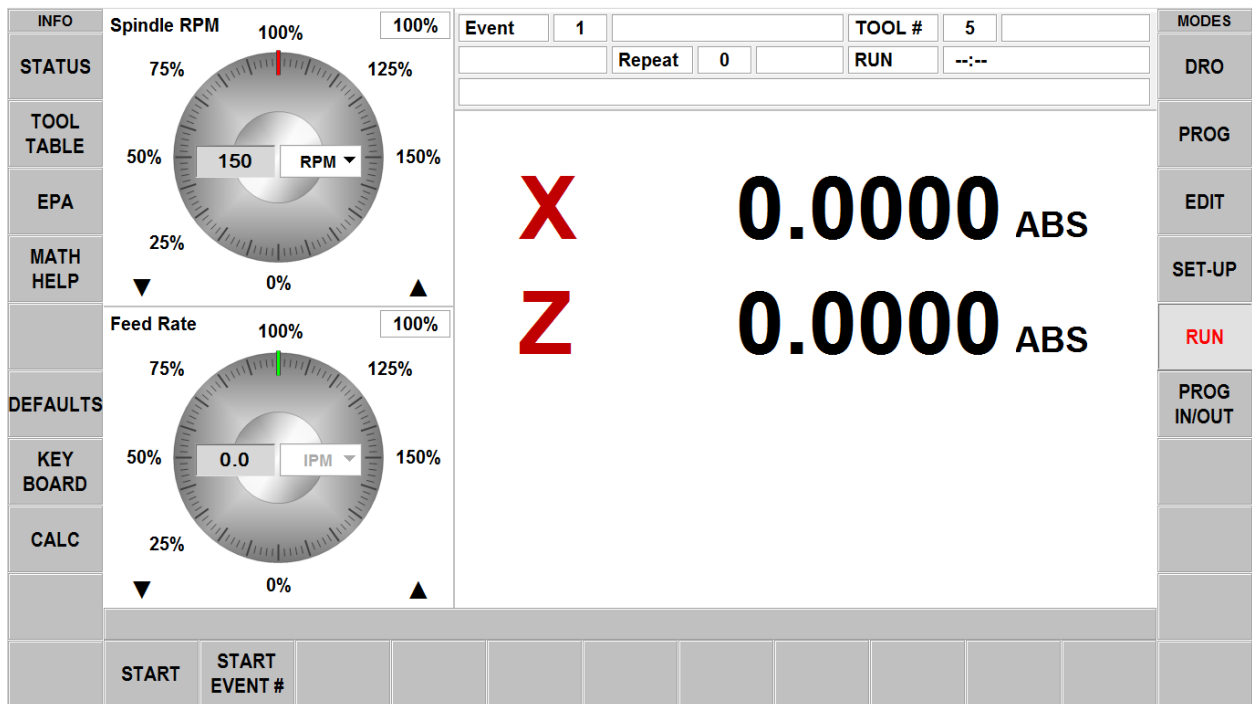 INFO
STATUS
TOOL
TABLE
EPA
MATH
HELP
DEFAULTS
KEY
BOARD
CALC
Spindle RPM
100%
100%
75%
125%
50%
150
RPM
150%
25%
0%
Feed Rate
100%
100%
75%
125%
50%
0.0
IPM
150%
25%
0%
Event 1 TOOL # 5
Repeat 0 RUN --:--
X 0.0000 ABS
Z 0.0000 ABS
MODES
DRO
PROG
EDIT
SET-UP
RUN
PROG
IN/OUT
START
START
EVENT #